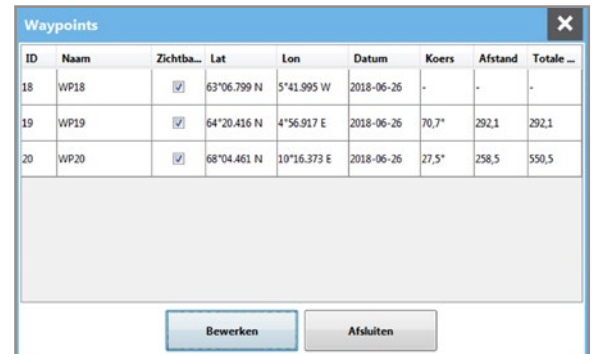 Waypoints
ID Naam Zichtba... Lat Lon Datum Koers Afstand Totale ...
18 WP18 63°06.799 N 5°41.995 W 2018-06-26 - - -
19 WP19 64°20.416 N 4°56.917 E 2018-06-26 70,7° 292,1 292,1
20 WP20 68°04.461 N 10°16.373 E 2018-06-26 27,5° 258,5 550,5
Bewerken Afsluiten